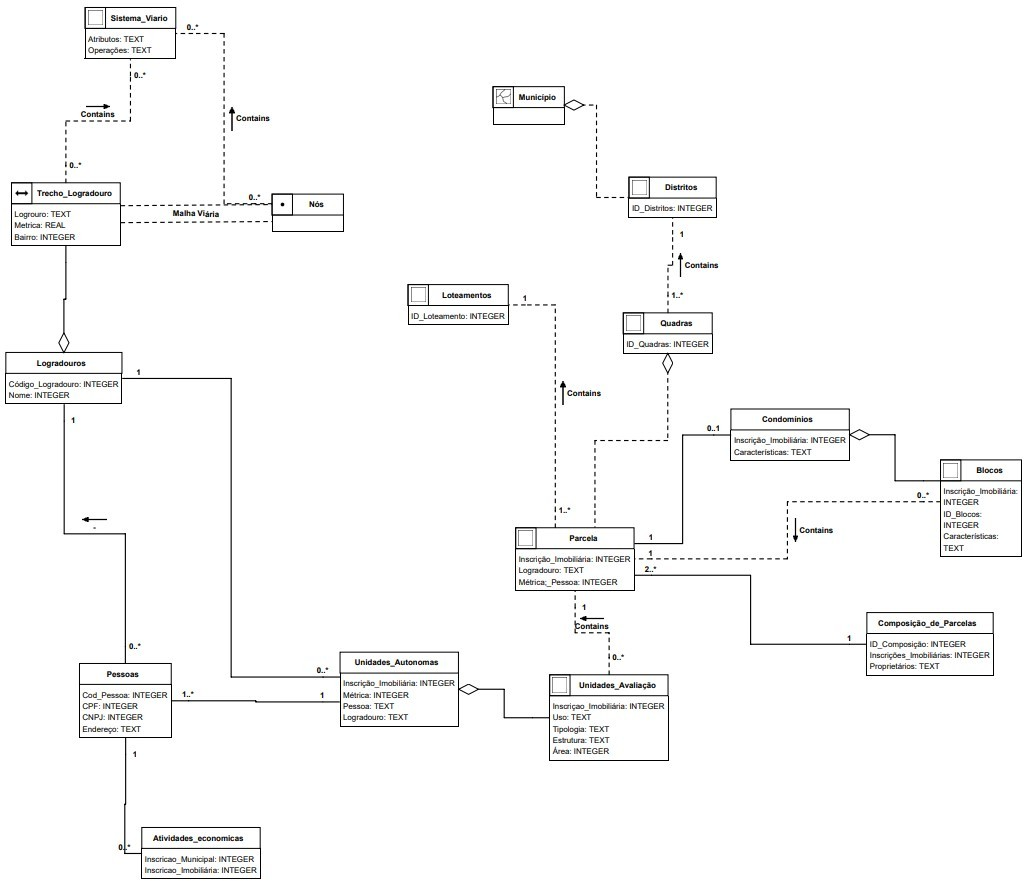 Sistema_Viario
Atributos: TEXT
Operações: TEXT
0..*
0..*
Contains
Contains
0..*
Trecho_Logradouro
Logrouro: TEXT
Metrica: REAL
Bairro: INTEGER
0..*
Malha Viária
Nós
Município
Distritos
ID_Distritos: INTEGER
1
Contains
1..*
Loteamentos
ID_Loteamento: INTEGER
1
Quadras
ID_Quadras: INTEGER
Logradouros
Código_Logradouro: INTEGER
Nome: INTEGER
1
1
Contains
Condomínios
Inscrição_Imobiliária: INTEGER
Características: TEXT
0..1
Blocos
Inscrição_Imobiliária:
INTEGER
ID_Blocos:
INTEGER
Características:
TEXT
0..*
Contains
1..*
Parcela
Inscrição_Imobiliária: INTEGER
Logradouro: TEXT
Métrica;_Pessoa: INTEGER
1
1
2..*
1
Contains
0..*
Composição_de_Parcelas
ID_Composição: INTEGER
Inscrições_Imobiliárias: INTEGER
Proprietários: TEXT
1
-
0..*
Pessoas
Cod_Pessoa: INTEGER
CPF: INTEGER
CNPJ: INTEGER
Endereço: TEXT
1..*
1
0..*
Unidades_Autonomas
Inscrição_Imobiliária: INTEGER
Métrica: INTEGER
Pessoa: TEXT
Logradouro: TEXT
Unidades_Avaliação
Inscriçao_Imobiliária: INTEGER
Uso: TEXT
Tipologia: TEXT
Estrutura: TEXT
Área: INTEGER
1
0..*
Atividades_economicas
Inscricao_Municipal: INTEGER
Inscricao_Imobiliária: INTEGER